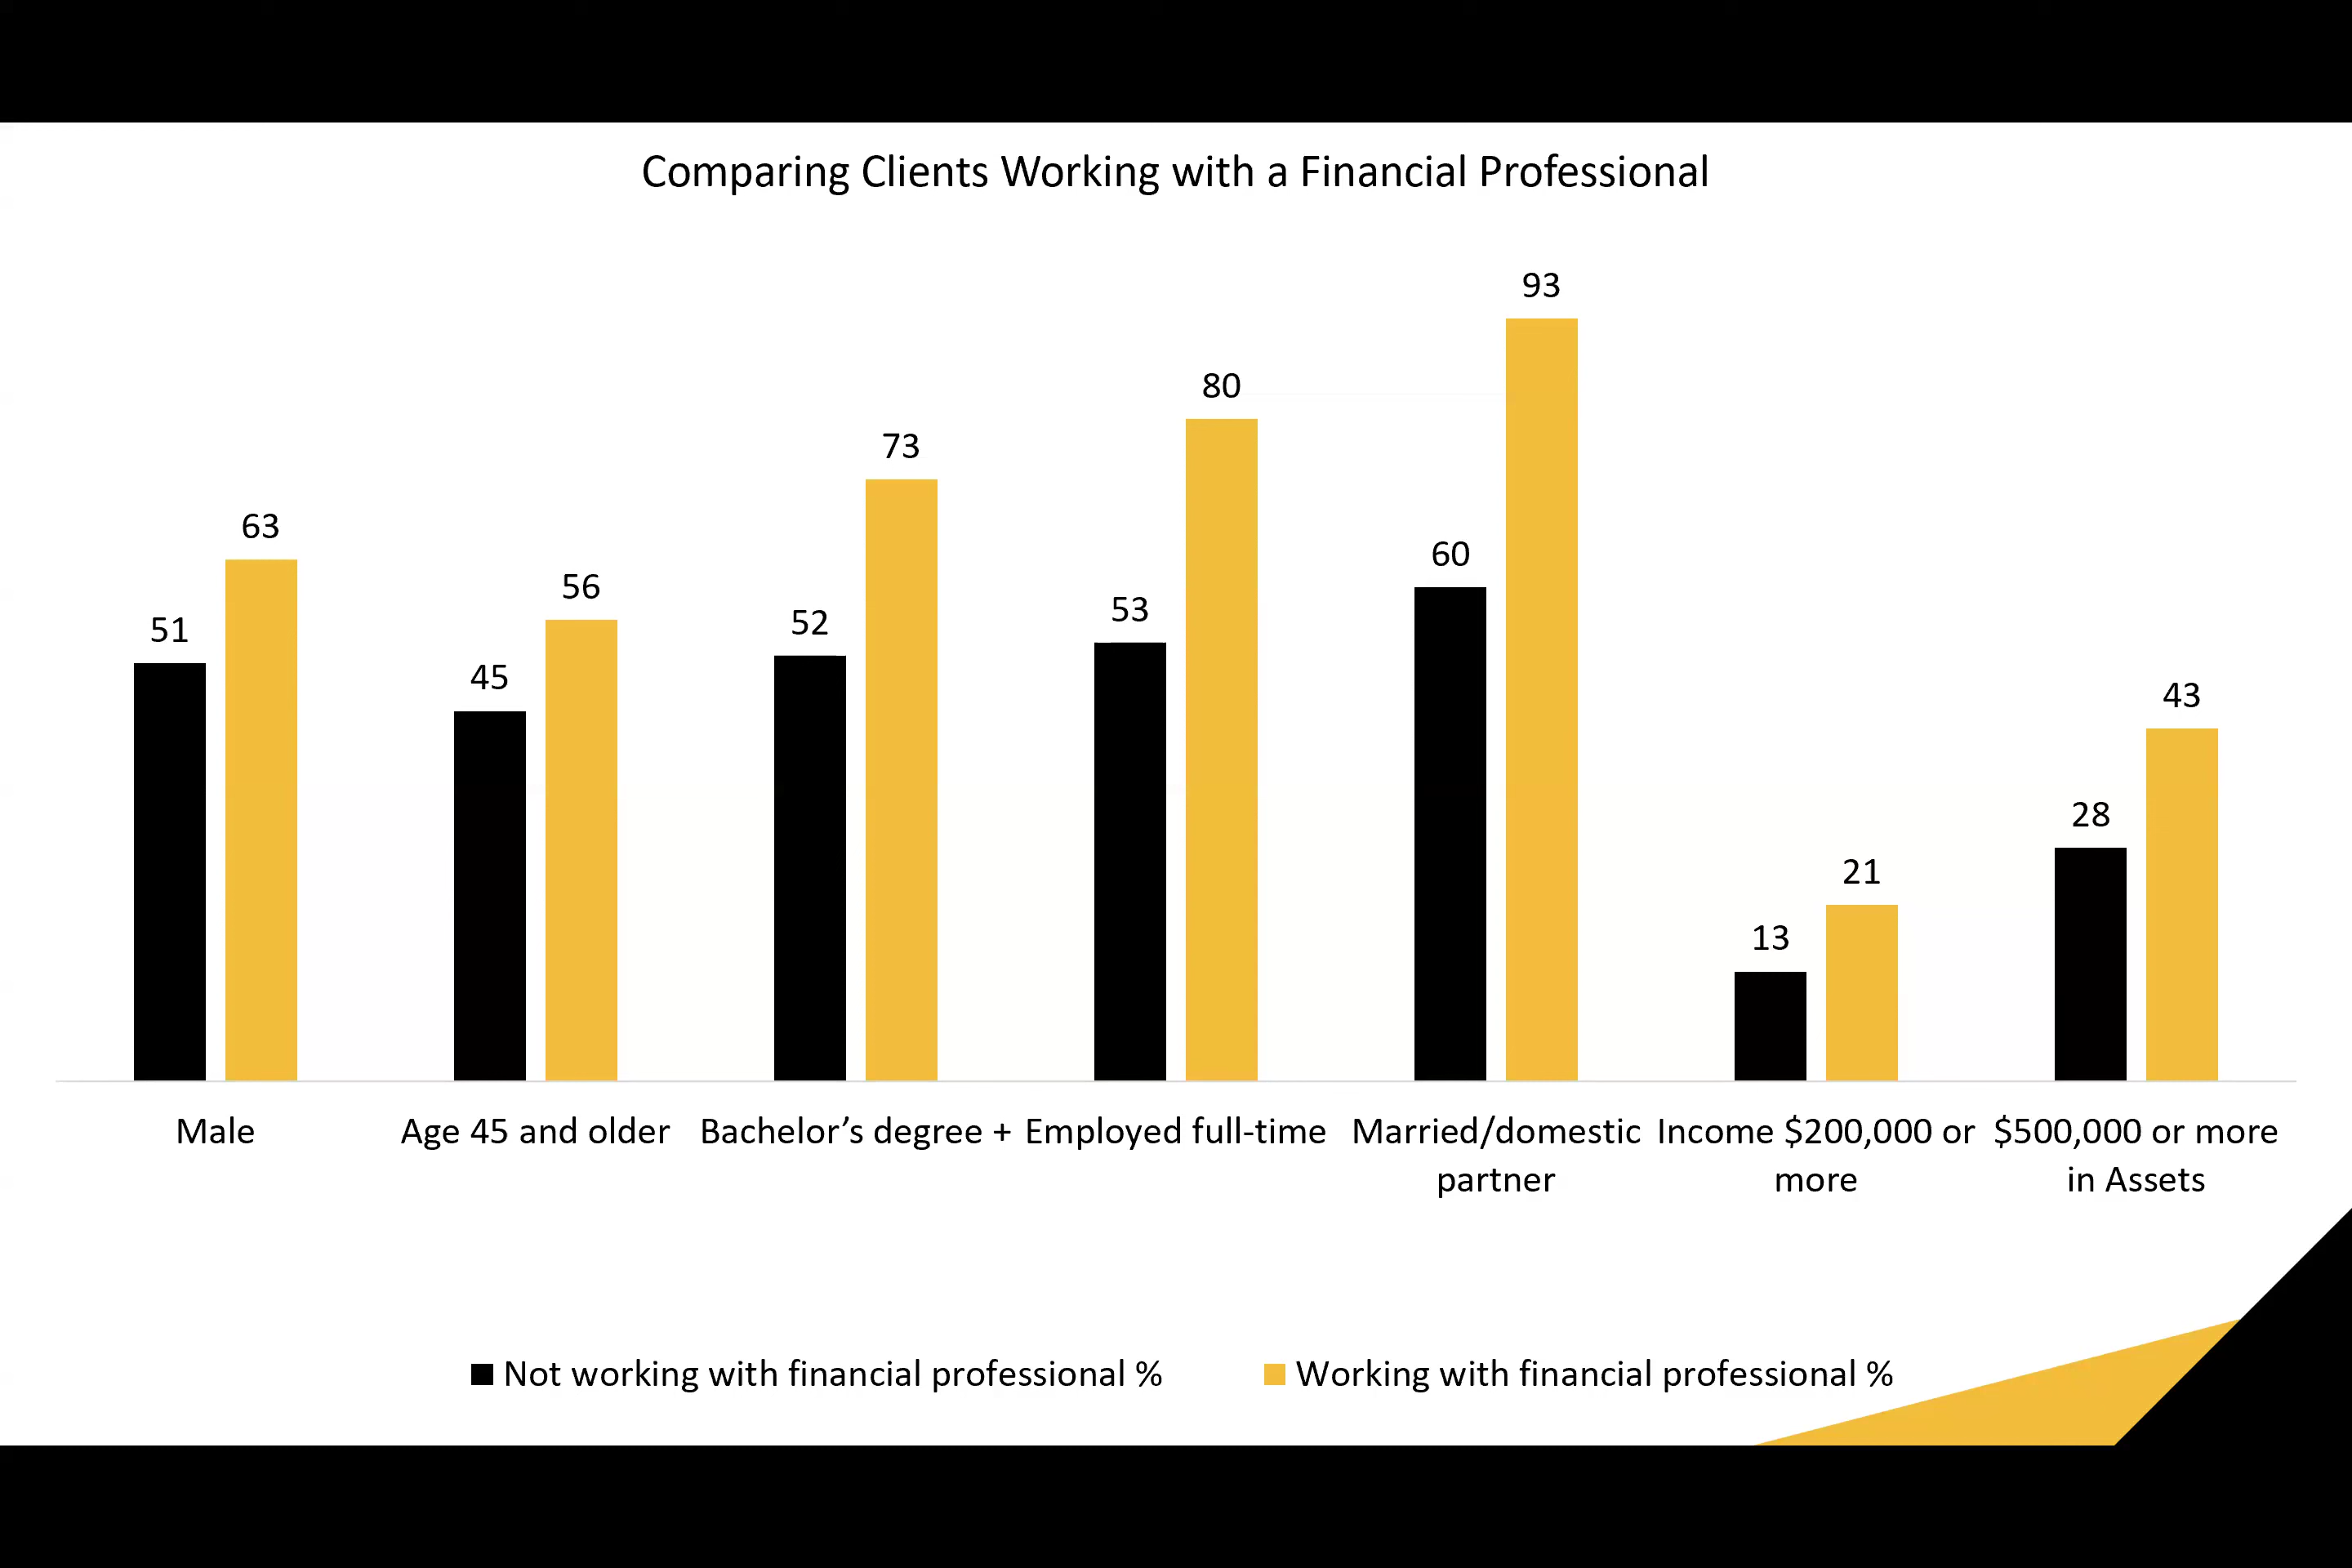 Comparing Clients Working with a Financial Professional
93
80
73
63
60
56
52
53
51
45
43
28
21
13
Male
Age 45 and older
Bachelor’s degree +
Employed full-time
Married/domestic
partner
Income $200,000 or
more
$500,000 or more
in Assets
Not working with financial professional %
Working with financial professional %